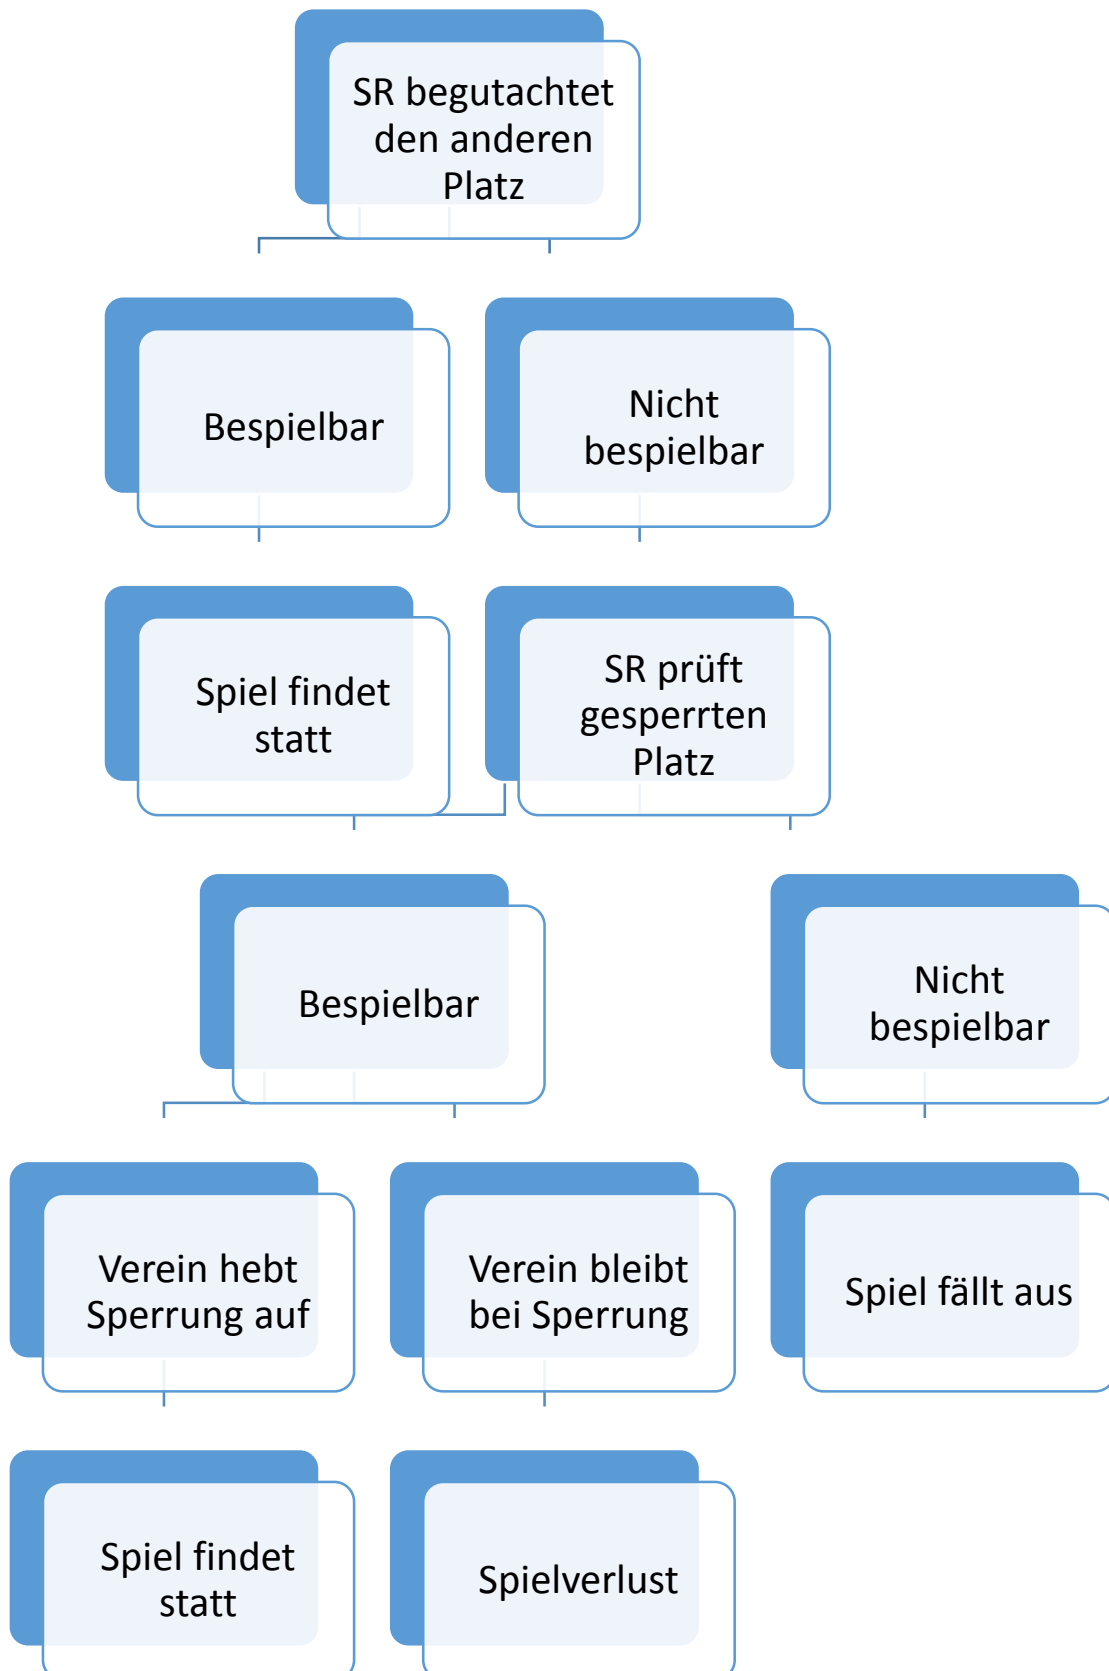 SR begutachtet
den anderen
Platz
Bespielbar
Nicht
bespielbar
Spiel findet
statt
SR prüft
gesperrten
Platz
Bespielbar
Nicht
bespielbar
Verein hebt
Sperrung auf
Verein bleibt
bei Sperrung
Spiel fällt aus
Spiel findet
statt
Spielverlust